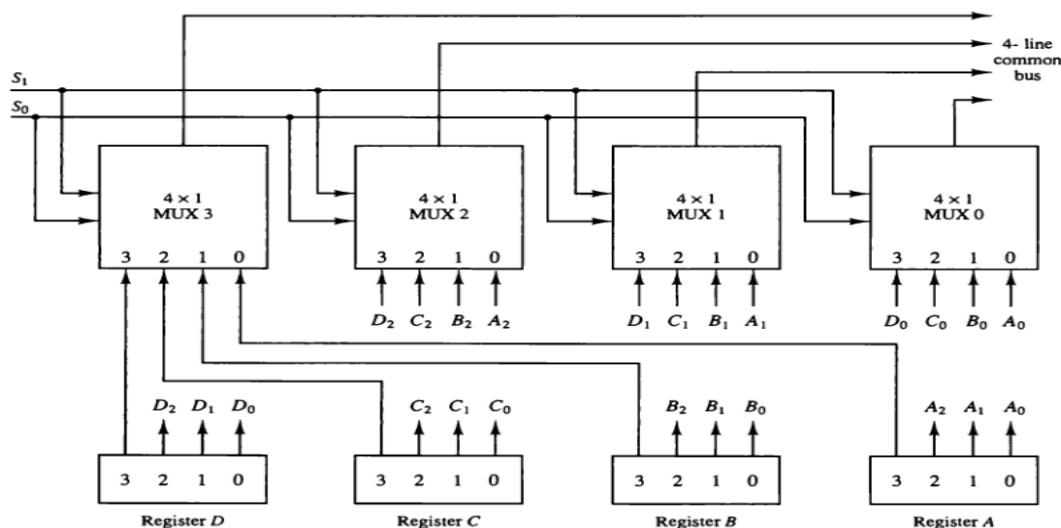 4- line
common
bus
S₁
S₀
4 × 1
MUX 3
3 2 1 0
4 × 1
MUX 2
3 2 1 0
4 × 1
MUX 1
3 2 1 0
4 × 1
MUX 0
3 2 1 0
D₂ C₂ B₂ A₂
D₁ C₁ B₁ A₁
D₀ C₀ B₀ A₀
D₂ D₁ D₀
C₂ C₁ C₀
B₂ B₁ B₀
A₂ A₁ A₀
3 2 1 0
3 2 1 0
3 2 1 0
3 2 1 0
Register D
Register C
Register B
Register A